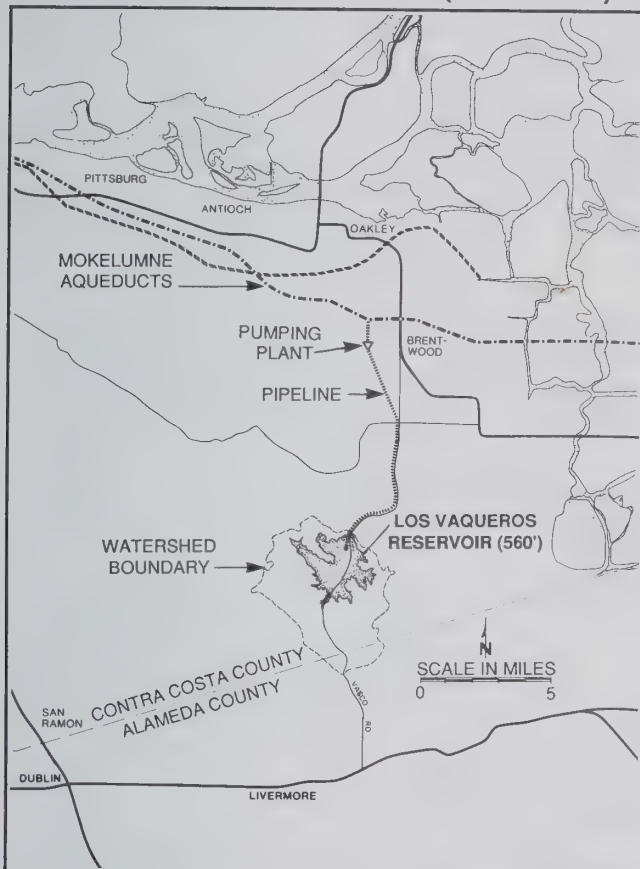 PITTSBURG
ANTIOCH
OAKLEY
MOKELUMNE
AQUEDUCTS
PUMPING
PLANT
BRENT-
WOOD
PIPELINE
LOS VAQUEROS
RESERVOIR (560')
WATERSHED
BOUNDARY
N
SCALE IN MILES
0 5
CONTRA COSTA COUNTY
ALAMEDA COUNTY
VASCO
RD
SAN
RAMON
DUBLIN
LIVERMORE